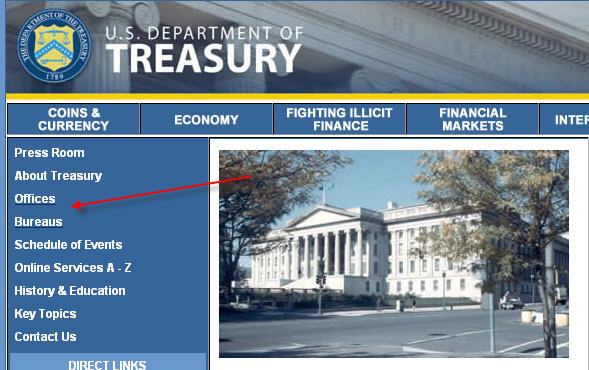 THE DEPARTMENT OF THE TREASURY
1789
U.S. DEPARTMENT OF
TREASURY
COINS &
CURRENCY
ECONOMY
FIGHTING ILLICIT
FINANCE
FINANCIAL
MARKETS
INTER
Press Room
About Treasury
Offices
Bureaus
Schedule of Events
Online Services A - Z
History & Education
Key Topics
Contact Us
DIRECT LINKS